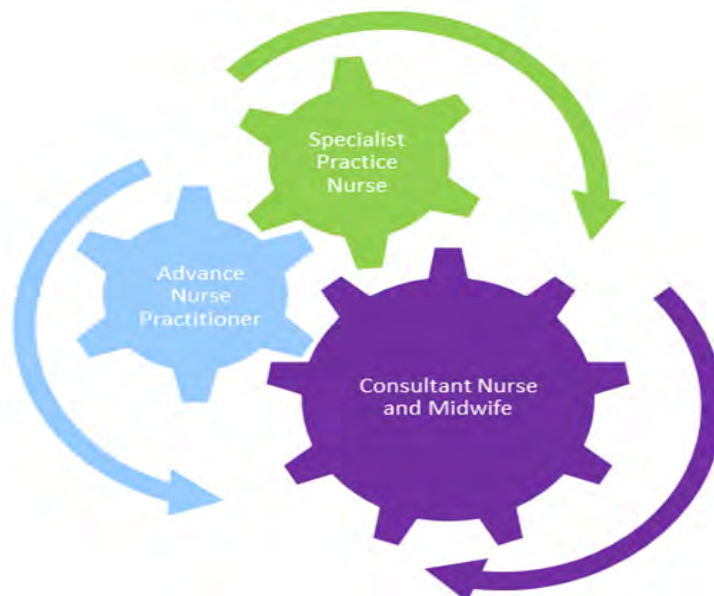 Specialist
Practice
Nurse
Advance
Nurse
Practitioner
Consultant Nurse
and Midwife